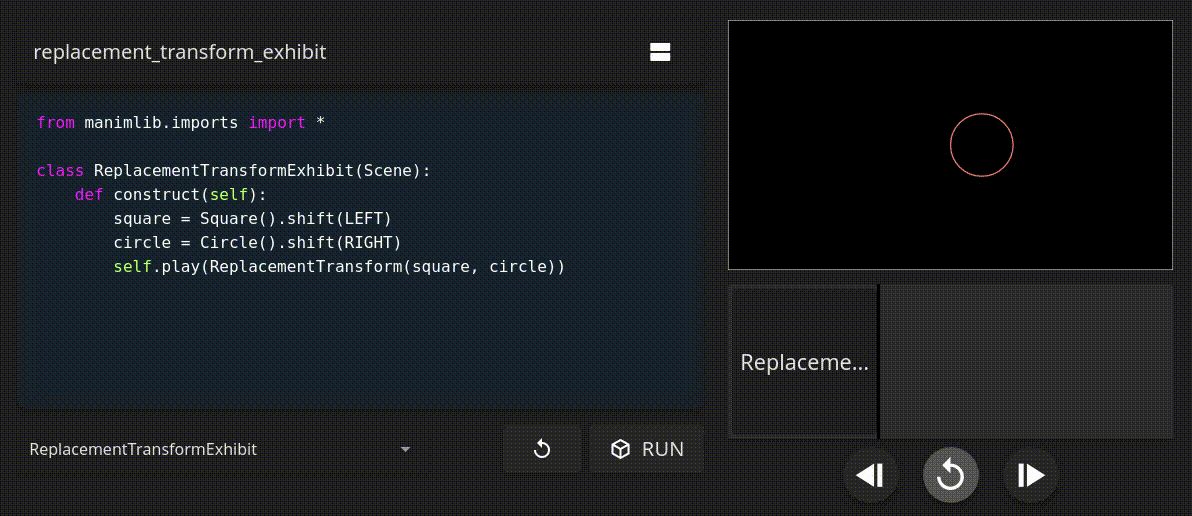 replacement_transform_exhibit
from manimlib.imports import *
class ReplacementTransformExhibit(Scene):
    def construct(self):
        square = Square().shift(LEFT)
        circle = Circle().shift(RIGHT)
        self.play(ReplacementTransform(square, circle))
Replaceme...
ReplacementTransformExhibit
RUN